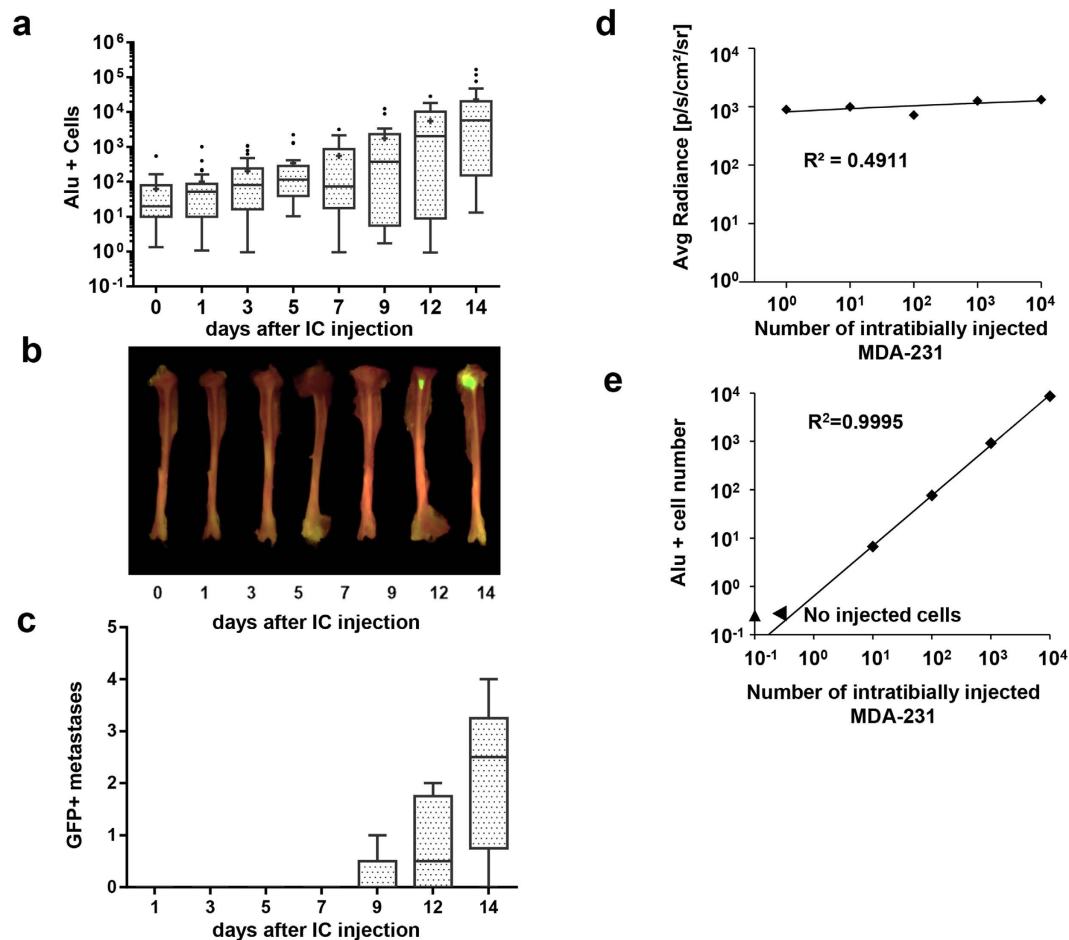 a
Alu + Cells
10⁶
10⁵
10⁴
10³
10²
10¹
10⁰
10⁻¹
0 1 3 5 7 9 12 14
days after IC injection
b
0 1 3 5 7 9 12 14
days after IC injection
c
GFP+ metastases
5
4
3
2
1
0
1 3 5 7 9 12 14
days after IC injection
d
Avg Radiance [p/s/cm²/sr]
10⁴
10³
10²
10¹
10⁰
R² = 0.4911
10⁰ 10¹ 10² 10³ 10⁴
Number of intratibially injected
MDA-231
e
Alu + cell number
10⁴
10³
10²
10¹
10⁰
10⁻¹
R²=0.9995
No injected cells
10⁻¹ 10⁰ 10¹ 10² 10³ 10⁴
Number of intratibially injected
MDA-231